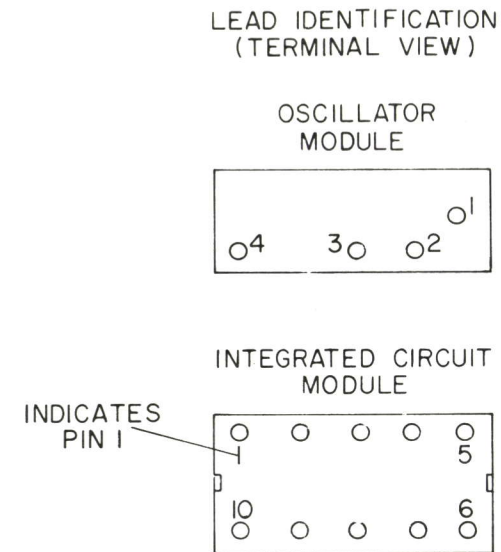 LEAD IDENTIFICATION
(TERMINAL VIEW)
OSCILLATOR
MODULE
1
4 3 2
INTEGRATED CIRCUIT
MODULE
INDICATES
PIN 1
1 5
10 6